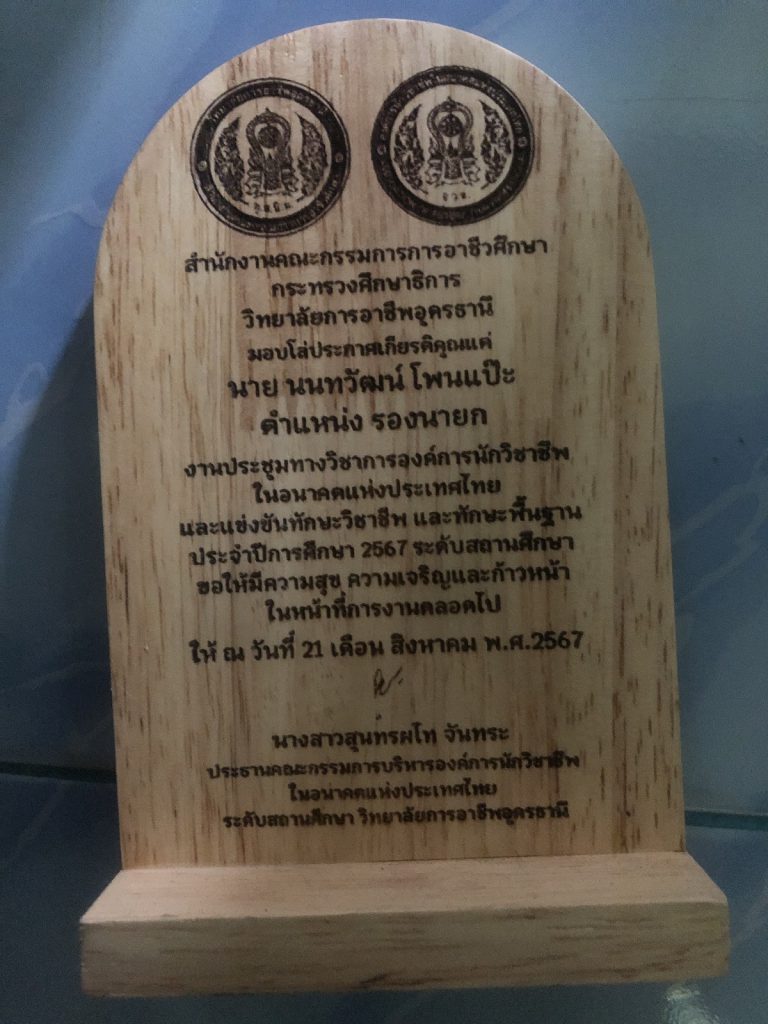 อ.ช.ท.
สำนักงานคณะกรรมการการอาชีวศึกษา
กระทรวงศึกษาธิการ
วิทยาลัยการอาชีพอุดรธานี
มอบโล่ประกาศเกียรติคุณแด่
นาย นนทวัฒน์ โพนแป๊ะ
ตำแหน่ง รองนายก
งานประชุมทางวิชาการองค์การนักวิชาชีพ
ในอนาคตแห่งประเทศไทย
และแข่งขันทักษะวิชาชีพ และทักษะพื้นฐาน
ประจำปีการศึกษา 2567 ระดับสถานศึกษา
ขอให้มีความสุข ความเจริญและก้าวหน้า
ในหน้าที่การงานตลอดไป
ให้ ณ วันที่ 21 เดือน สิงหาคม พ.ศ.2567
นางสาวสุนทรผไท จันทระ
ประธานคณะกรรมการบริหารองค์การนักวิชาชีพ
ในอนาคตแห่งประเทศไทย
ระดับสถานศึกษา วิทยาลัยการอาชีพอุดรธานี